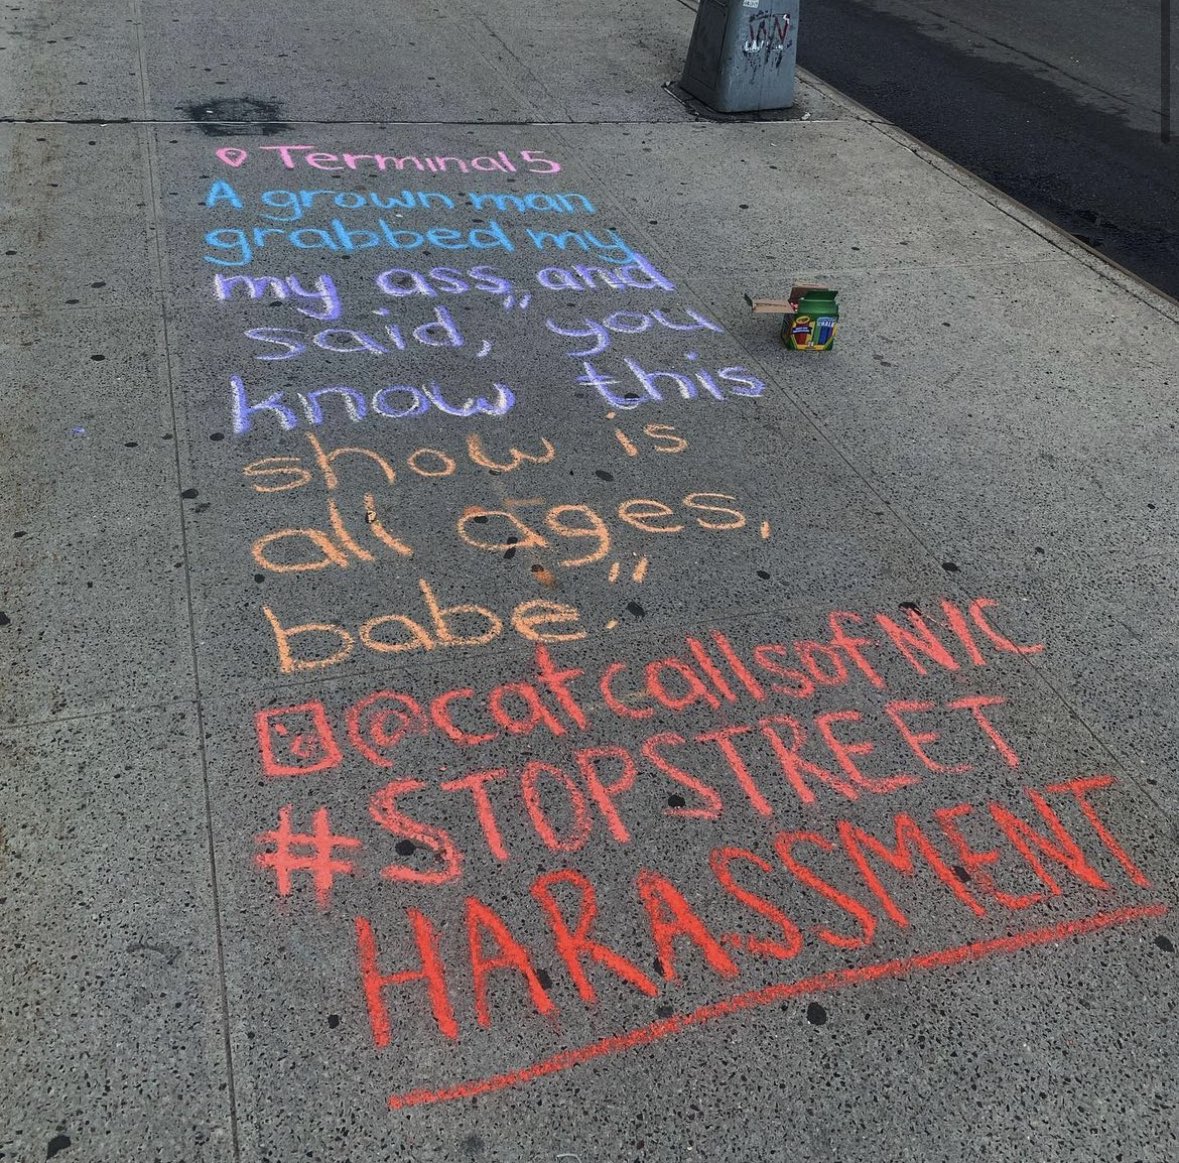 Terminal 5
A grown man
grabbed my
my ass, and
said, "you
know this
show is
all ages,
babe."
@catcallsofNYC
#STOPSTREET
HARASSMENT